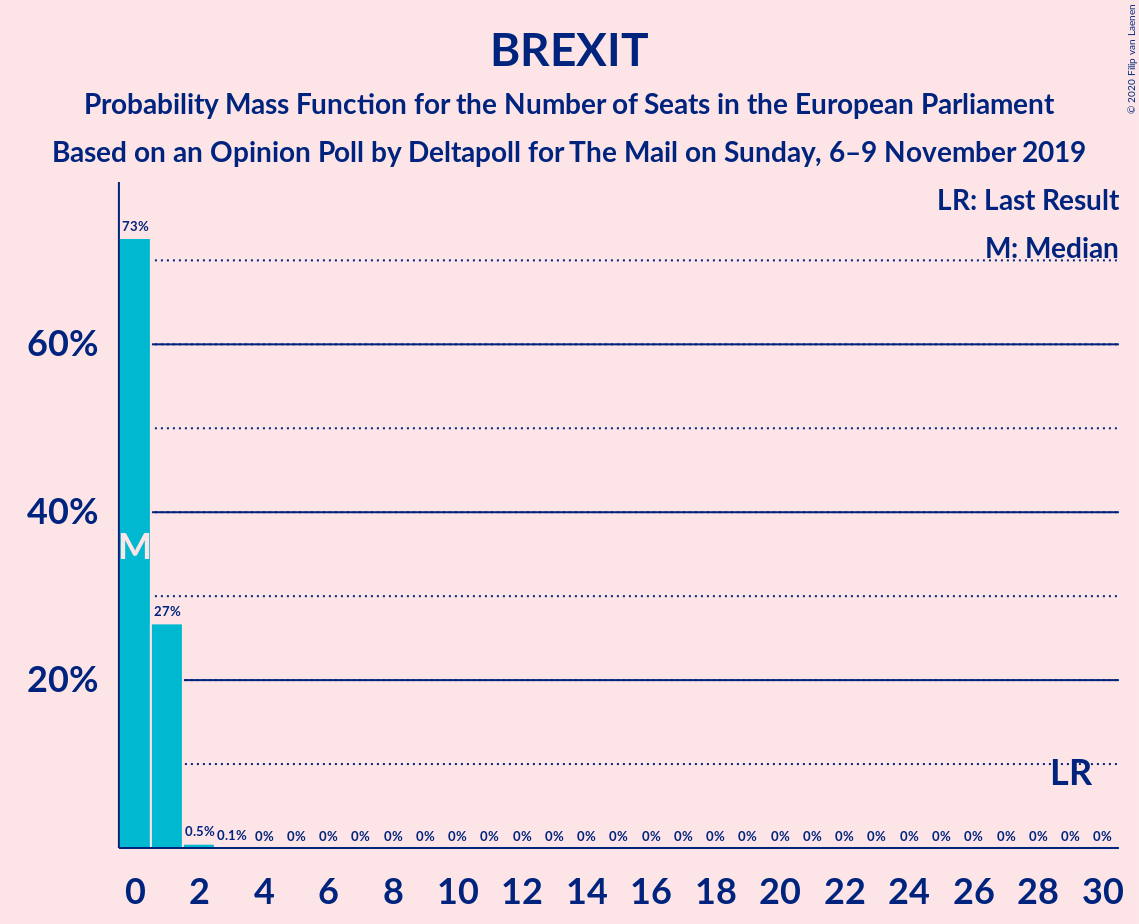 BREXIT
Probability Mass Function for the Number of Seats in the European Parliament
Based on an Opinion Poll by Deltapoll for The Mail on Sunday, 6–9 November 2019
© 2020 Filip van Laenen
LR: Last Result
M: Median
73%
60%
40%
M
27%
20%
LR
0.5% 0.1% 0% 0% 0% 0% 0% 0% 0% 0% 0% 0% 0% 0% 0% 0% 0% 0% 0% 0% 0% 0% 0% 0% 0% 0% 0% 0% 0% 0% 0%
0 2 4 6 8 10 12 14 16 18 20 22 24 26 28 30